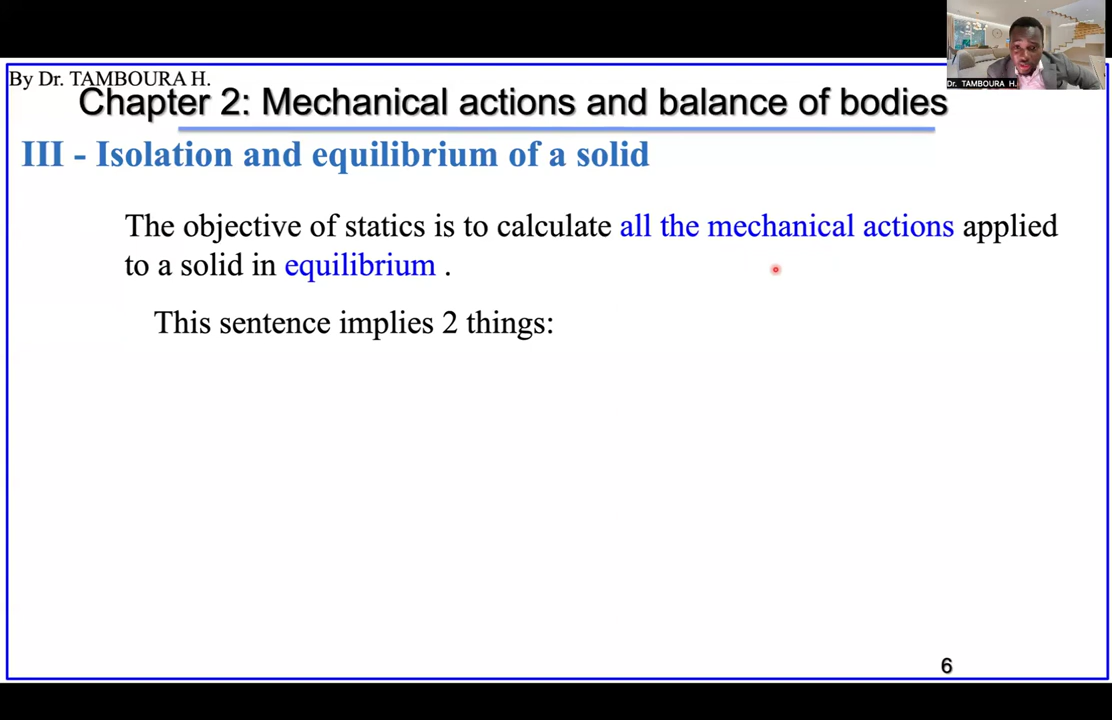 By Dr. TAMBOURA H.
Chapter 2: Mechanical actions and balance of bodies
Dr. TAMBOURA H.
III - Isolation and equilibrium of a solid
The objective of statics is to calculate all the mechanical actions applied
to a solid in equilibrium .
This sentence implies 2 things:
6